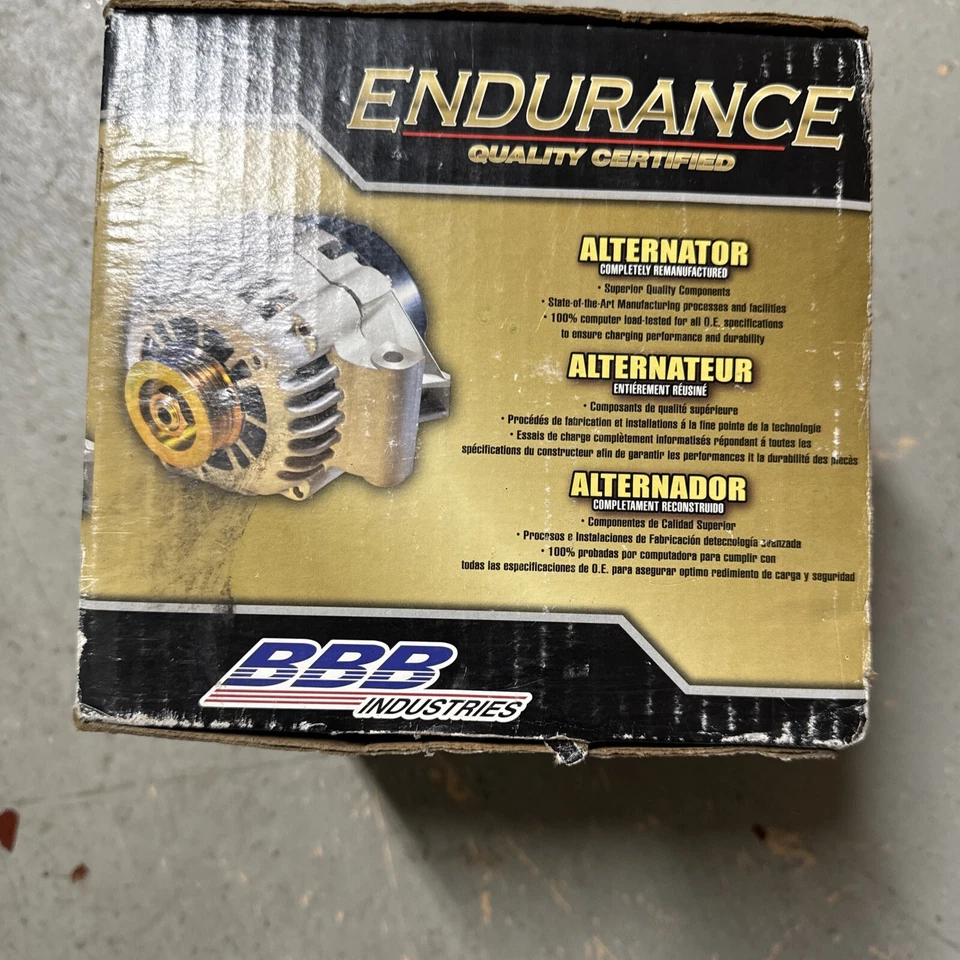 ENDURANCE
QUALITY CERTIFIED
ALTERNATOR
COMPLETELY REMANUFACTURED
• Superior Quality Components
• State-of-the-Art Manufacturing processes and facilities
• 100% computer load-tested for all O.E. specifications
to ensure charging performance and durability
ALTERNATEUR
ENTIÉREMENT RÉUSINÉ
• Composants de qualité supérieure
• Procédés de fabrication et installations á la fine pointe de la technologie
• Essais de charge complètement informatisés répondant á toutes les
spécifications du constructeur afin de garantir les performances it la durabilité des pìecès
ALTERNADOR
COMPLETAMENT RECONSTRUIDO
• Componentes de Calidad Superior
• Procesos e Instalaciones de Fabricación detecnología avanzada
• 100% probadas por computadora para cumplir con
todas las especificaciones de O.E. para asegurar optimo redimiento de carga y seguridad
BBB
INDUSTRIES